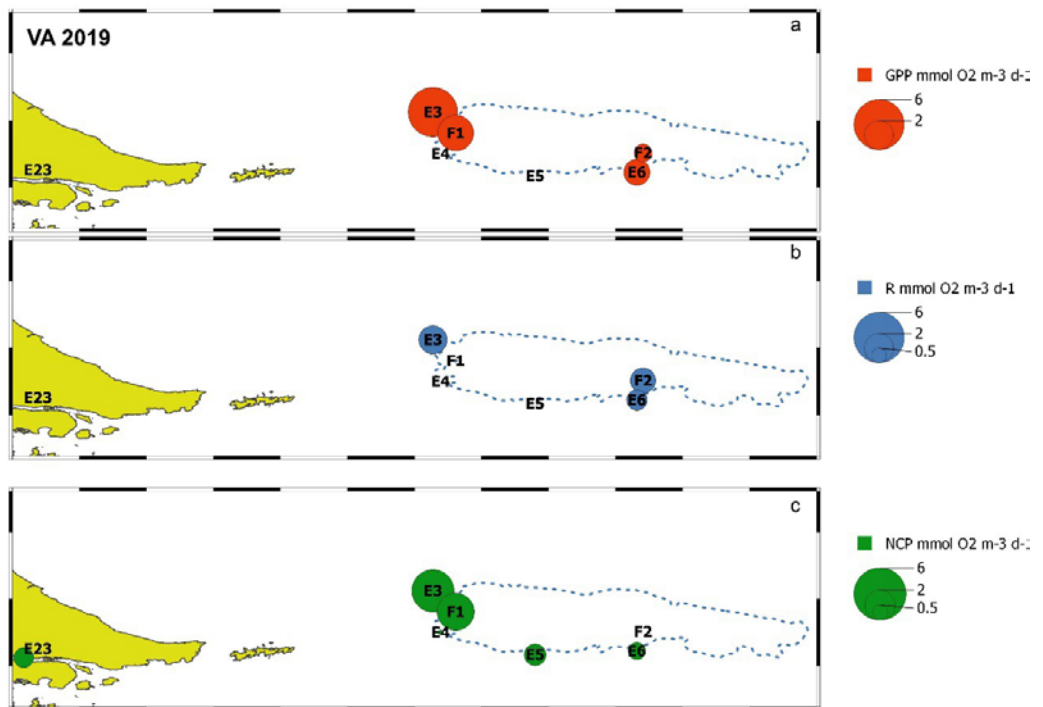 VA 2019
a
E3
F1
E4
E23
E5
F2
E6
GPP mmol O2 m-3 d-
6
2
b
E3
F1
E4
E23
E5
F2
E6
R mmol O2 m-3 d-1
6
2
0.5
c
E3
F1
E4
E23
E5
F2
E6
NCP mmol O2 m-3 d-
6
2
0.5